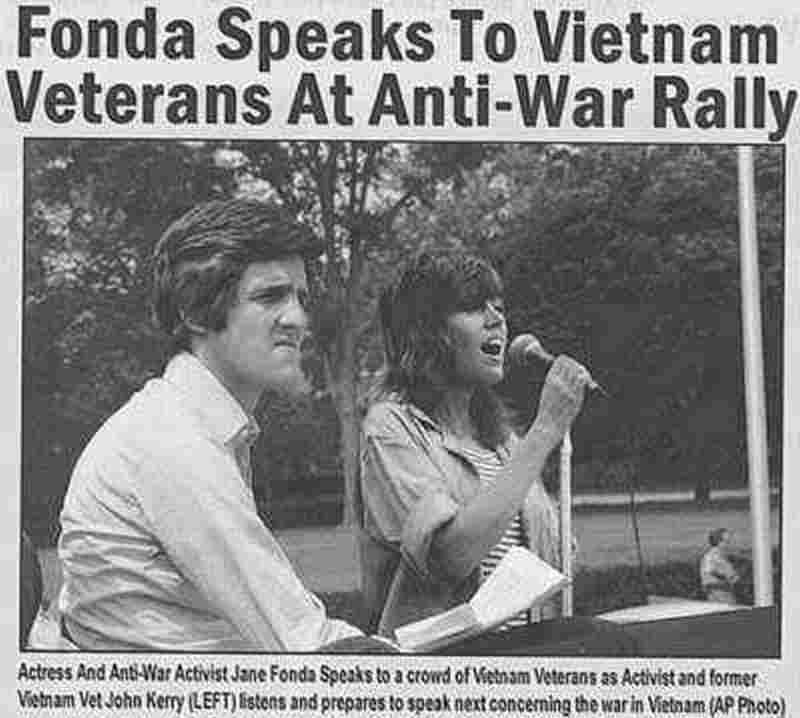 Fonda Speaks To Vietnam
Veterans At Anti-War Rally
Actress And Anti-War Activist Jane Fonda Speaks to a crowd of Vietnam Veterans as Activist and former
Vietnam Vet John Kerry (LEFT) listens and prepares to speak next concerning the war in Vietnam (AP Photo)